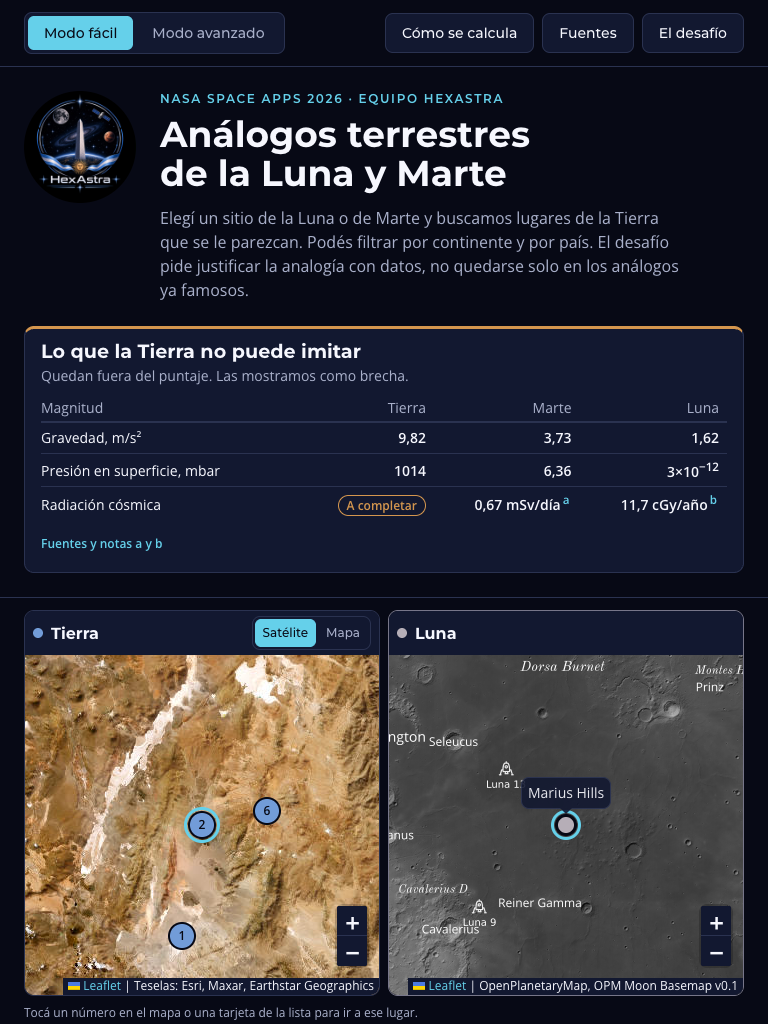 Modo fácil
Modo avanzado
Cómo se calcula
Fuentes
El desafío
HexAstra
NASA SPACE APPS 2026 · EQUIPO HEXASTRA
Análogos terrestres
de la Luna y Marte
Elegí un sitio de la Luna o de Marte y buscamos lugares de la Tierra
que se le parezcan. Podés filtrar por continente y por país. El desafío
pide justificar la analogía con datos, no quedarse solo en los análogos
ya famosos.
Lo que la Tierra no puede imitar
Quedan fuera del puntaje. Las mostramos como brecha.
Magnitud Tierra Marte Luna
Gravedad, m/s² 9,82 3,73 1,62
Presión en superficie, mbar 1014 6,36 3×10⁻¹²
Radiación cósmica A completar 0,67 mSv/día a 11,7 cGy/año b
Fuentes y notas a y b
Tierra
Satélite
Mapa
2
6
1
+
−
Leaflet | Teselas: Esri, Maxar, Earthstar Geographics
Luna
Dorsa Burnet
Montes H
Prinz
ngton
Seleucus
Luna 1
Marius Hills
anus
Cavalerius D
Reiner Gamma
Luna 9
Cavalerius
+
−
Leaflet | OpenPlanetaryMap, OPM Moon Basemap v0.1
Tocá un número en el mapa o una tarjeta de la lista para ir a ese lugar.